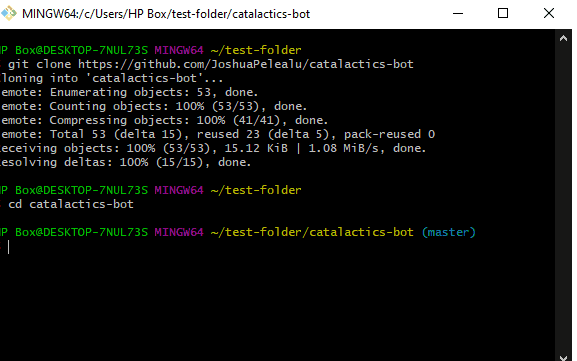 MINGW64:/c/Users/HP Box/test-folder/catalactics-bot
HP Box@DESKTOP-7NUL73S MINGW64 ~/test-folder
git clone https://github.com/JoshuaPelealu/catalactics-bot
loning into 'catalactics-bot'...
emote: Enumerating objects: 53, done.
emote: Counting objects: 100% (53/53), done.
emote: Compressing objects: 100% (41/41), done.
emote: Total 53 (delta 15), reused 23 (delta 5), pack-reused 0
eceiving objects: 100% (53/53), 15.12 KiB | 1.08 MiB/s, done.
esolving deltas: 100% (15/15), done.
HP Box@DESKTOP-7NUL73S MINGW64 ~/test-folder
cd catalactics-bot
HP Box@DESKTOP-7NUL73S MINGW64 ~/test-folder/catalactics-bot (master)